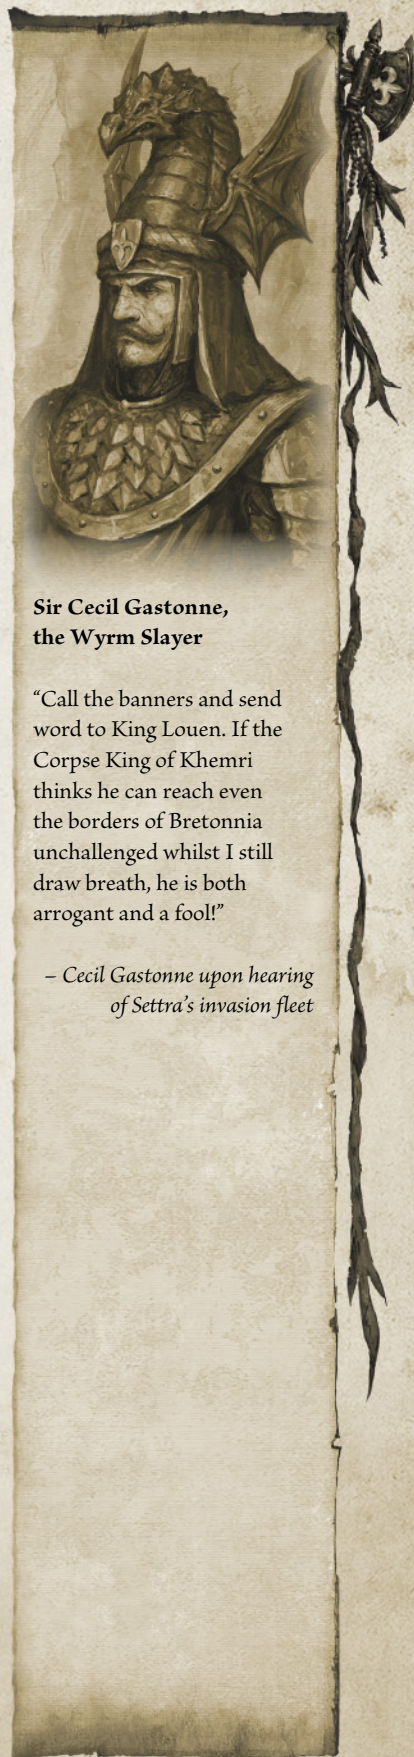 Sir Cecil Gastonne,
the Wyrm Slayer
“Call the banners and send
word to King Louen. If the
Corpse King of Khemri
thinks he can reach even
the borders of Bretonnia
unchallenged whilst I still
draw breath, he is both
arrogant and a fool!”
– Cecil Gastonne upon hearing
of Settra’s invasion fleet